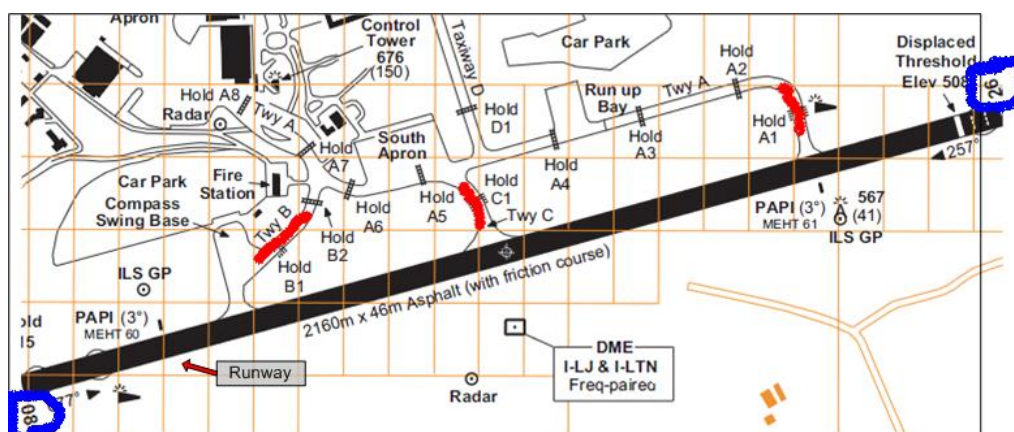 Apron
Control
Tower
676
(150)
Taxiway D
Car Park
Hold
A2
Displaced
Threshold
Elev 508
26
Hold A8
Radar
Twy A
Hold
D1
Run up
Bay
Twy A
Hold
A1
257°
Hold
A7
South
Apron
Hold
A3
Hold
A4
Car Park
Fire
Station
Compass
Swing Base
Twy B
Hold
B2
Hold
A6
Hold
A5
Hold
C1
Twy C
PAPI (3°)
MEHT 61
567
(41)
ILS GP
ILS GP
Hold
B1
2160m x 46m Asphalt (with friction course)
old
15
PAPI (3°)
MEHT 60
Runway
DME
I-LJ & I-LTN
Freq-paired
Radar
77°
08